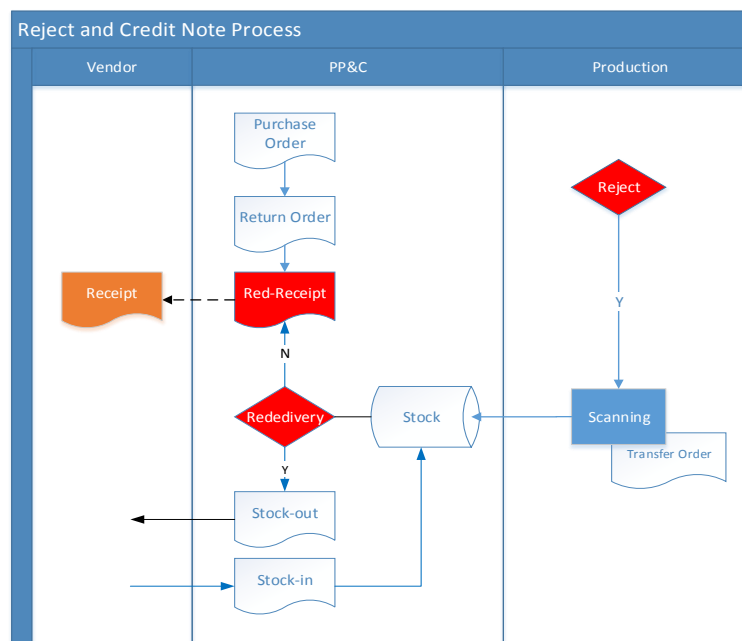 Reject and Credit Note Process
Vendor
PP&C
Production
Purchase
Order
Reject
Return Order
Receipt
Red-Receipt
Y
N
Rededivery
Stock
Scanning
Transfer Order
Y
Stock-out
Stock-in